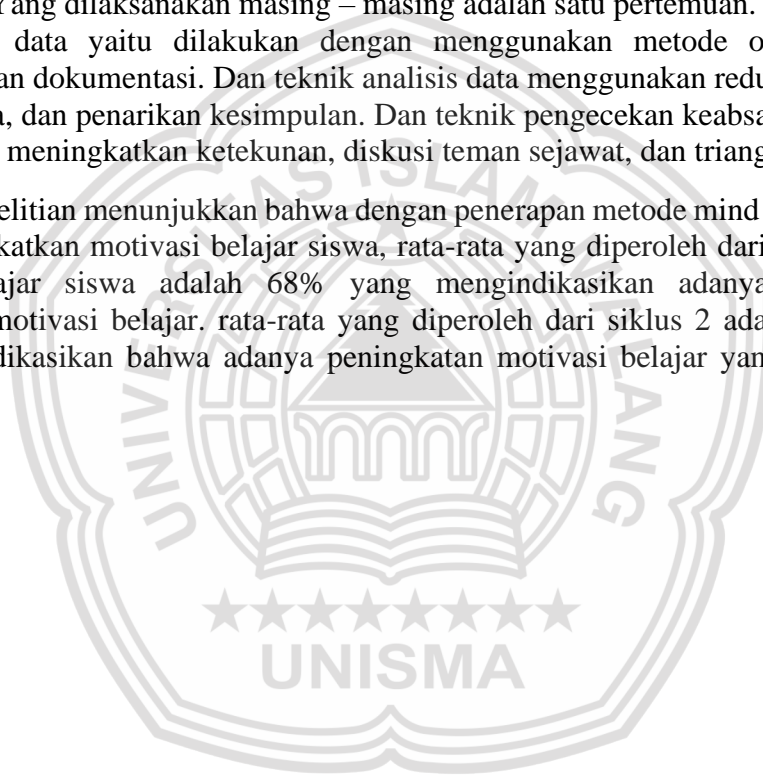 Yang dilaksanakan masing – masing adalah satu pertemuan.
data yaitu dilakukan dengan menggunakan metode o
an dokumentasi. Dan teknik analisis data menggunakan redu
a, dan penarikan kesimpulan. Dan teknik pengecekan keabsa
meningkatkan ketekunan, diskusi teman sejawat, dan triang
elitian menunjukkan bahwa dengan penerapan metode mind
katkan motivasi belajar siswa, rata-rata yang diperoleh dari
ajar siswa adalah 68% yang mengindikasikan adanya
motivasi belajar. rata-rata yang diperoleh dari siklus 2 ada
dikasikan bahwa adanya peningkatan motivasi belajar yan
UNIVERSITAS ISLAM MALANG
UNISMA